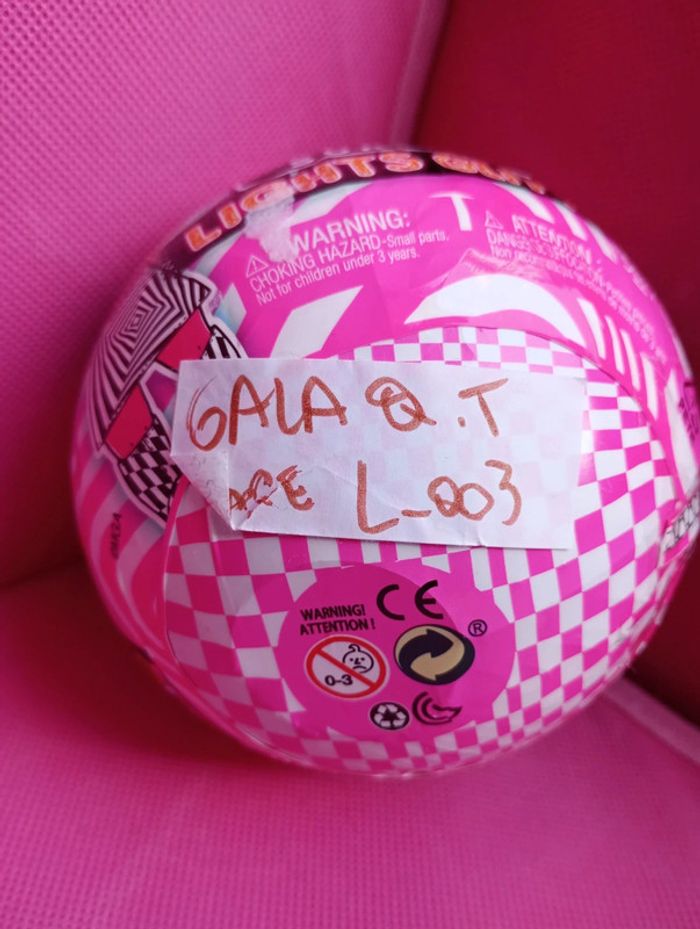 LIGHTS OUT
WARNING:
CHOKING HAZARD-Small parts.
Not for children under 3 years.
ATTENTION
GALA Q.T
L-003
WARNING!
ATTENTION!
CE
®
0-3